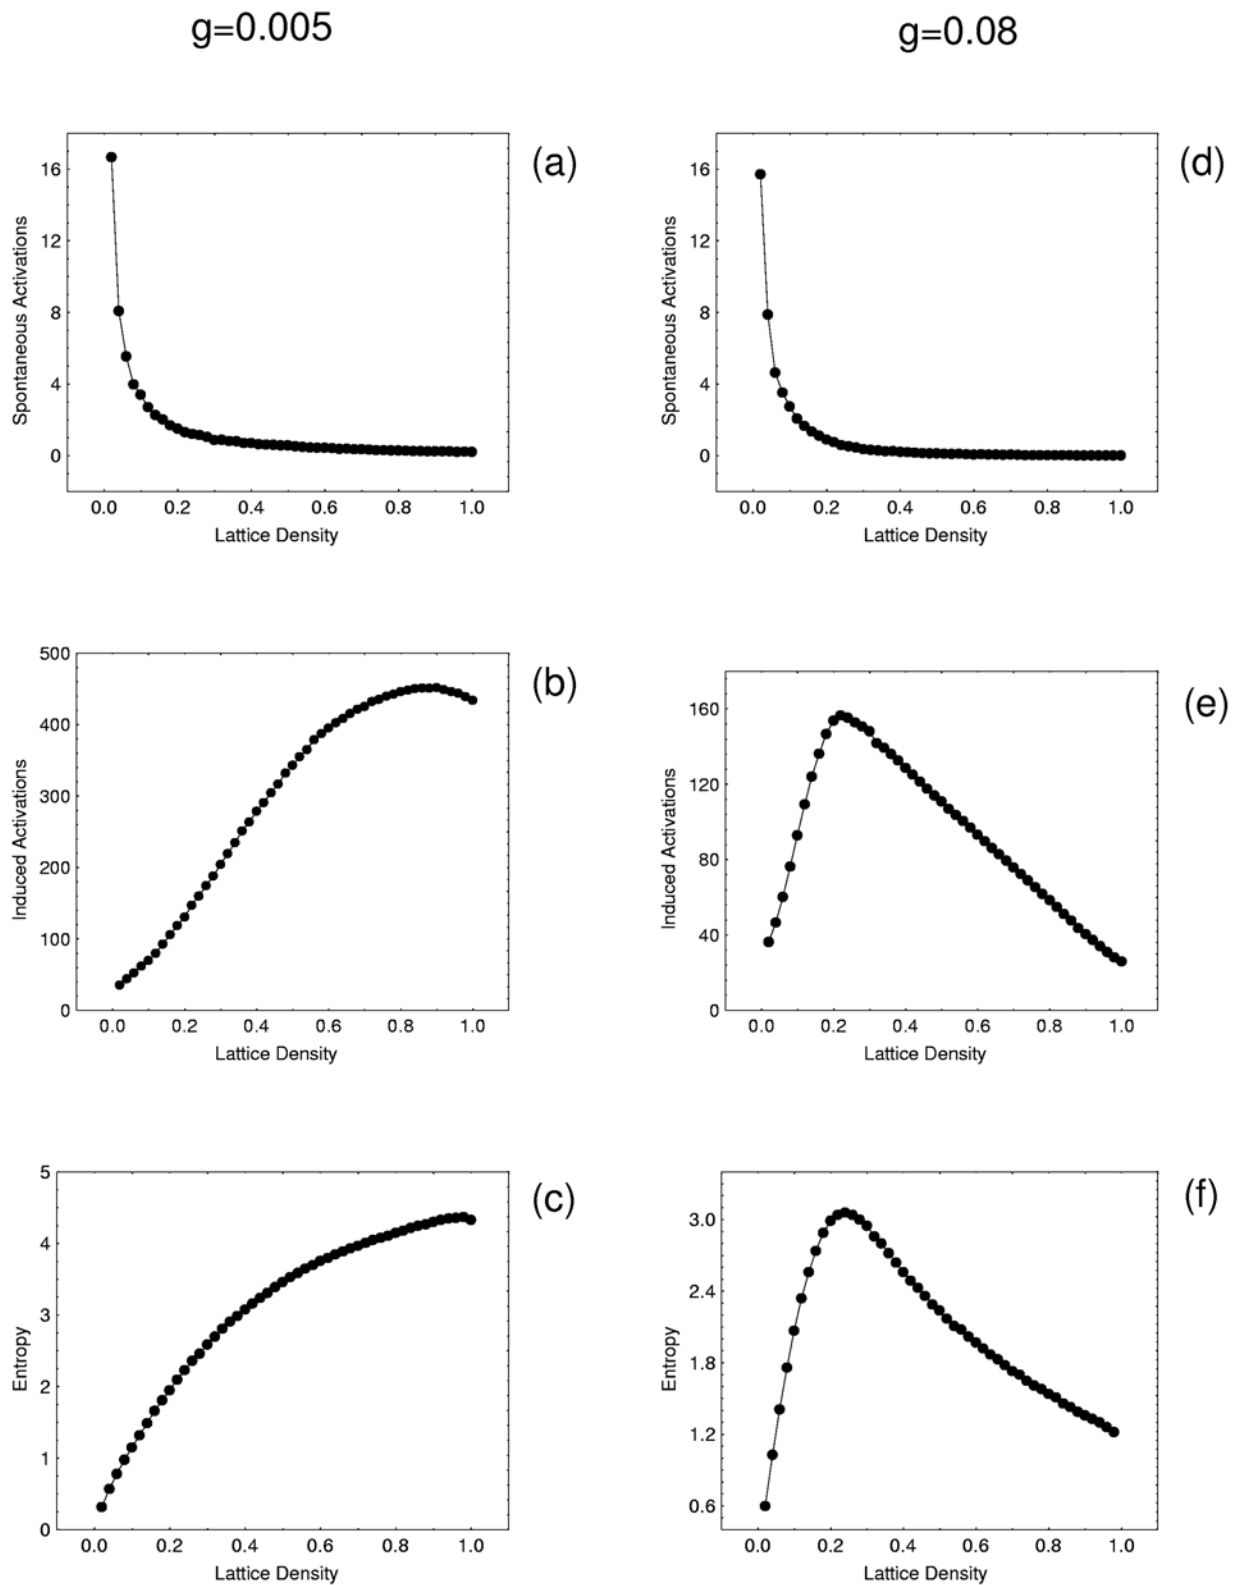 g=0.005
g=0.08
(a)
Spontaneous Activations
16
12
8
4
0
0.0 0.2 0.4 0.6 0.8 1.0
Lattice Density
(d)
Spontaneous Activations
16
12
8
4
0
0.0 0.2 0.4 0.6 0.8 1.0
Lattice Density
(b)
Induced Activations
500
400
300
200
100
0
0.0 0.2 0.4 0.6 0.8 1.0
Lattice Density
(e)
Induced Activations
160
120
80
40
0
0.0 0.2 0.4 0.6 0.8 1.0
Lattice Density
(c)
Entropy
5
4
3
2
1
0
0.0 0.2 0.4 0.6 0.8 1.0
Lattice Density
(f)
Entropy
3.0
2.4
1.8
1.2
0.6
0.0 0.2 0.4 0.6 0.8 1.0
Lattice Density